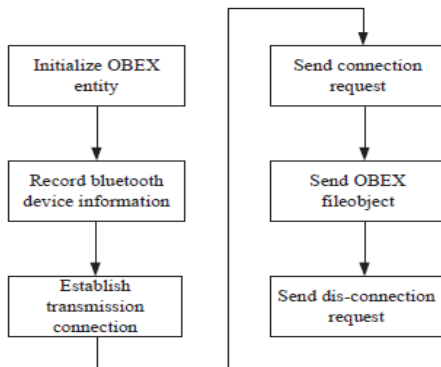 Initialize OBEX
entity
Record bluetooth
device information
Establish
transmission
connection
Send connection
request
Send OBEX
fileobject
Send dis-connection
request